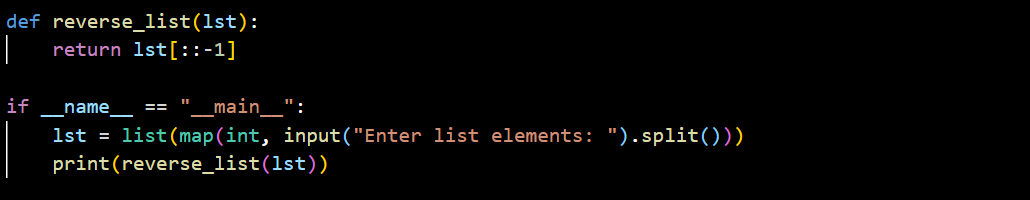 def reverse_list(lst):
    return lst[::-1]

if __name__ == "__main__":
    lst = list(map(int, input("Enter list elements: ").split()))
    print(reverse_list(lst))